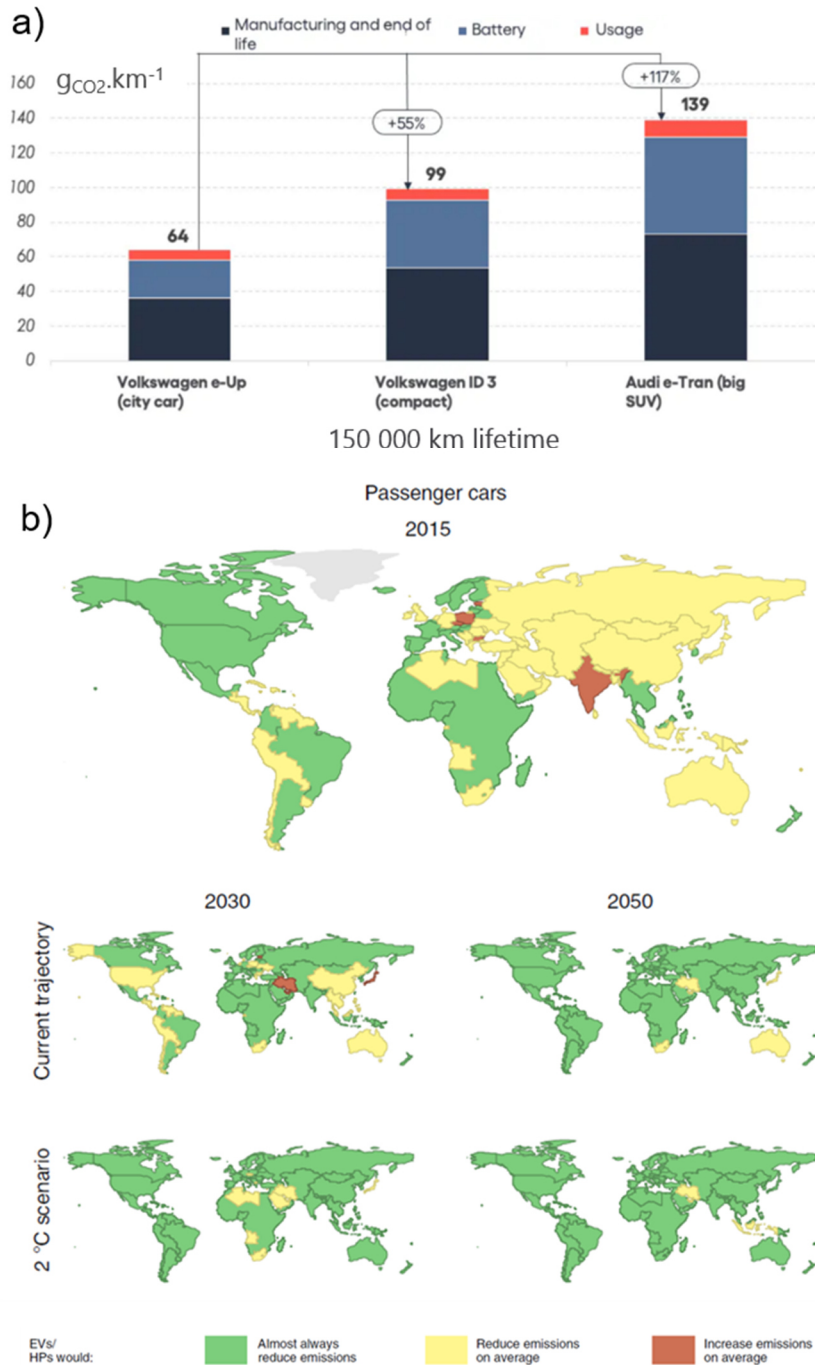 a)
Manufacturing and end of life
Battery
Usage
gCO2.km-1
+117%
+55%
160
140
120
100
80
60
40
20
0
64
99
139
Volkswagen e-Up (city car)
Volkswagen ID 3 (compact)
Audi e-Tran (big SUV)
150 000 km lifetime
b)
Passenger cars
2015
2030
2050
Current trajectory
2 °C scenario
EVs/
HPs would:
Almost always
reduce emissions
Reduce emissions
on average
Increase emissions
on average